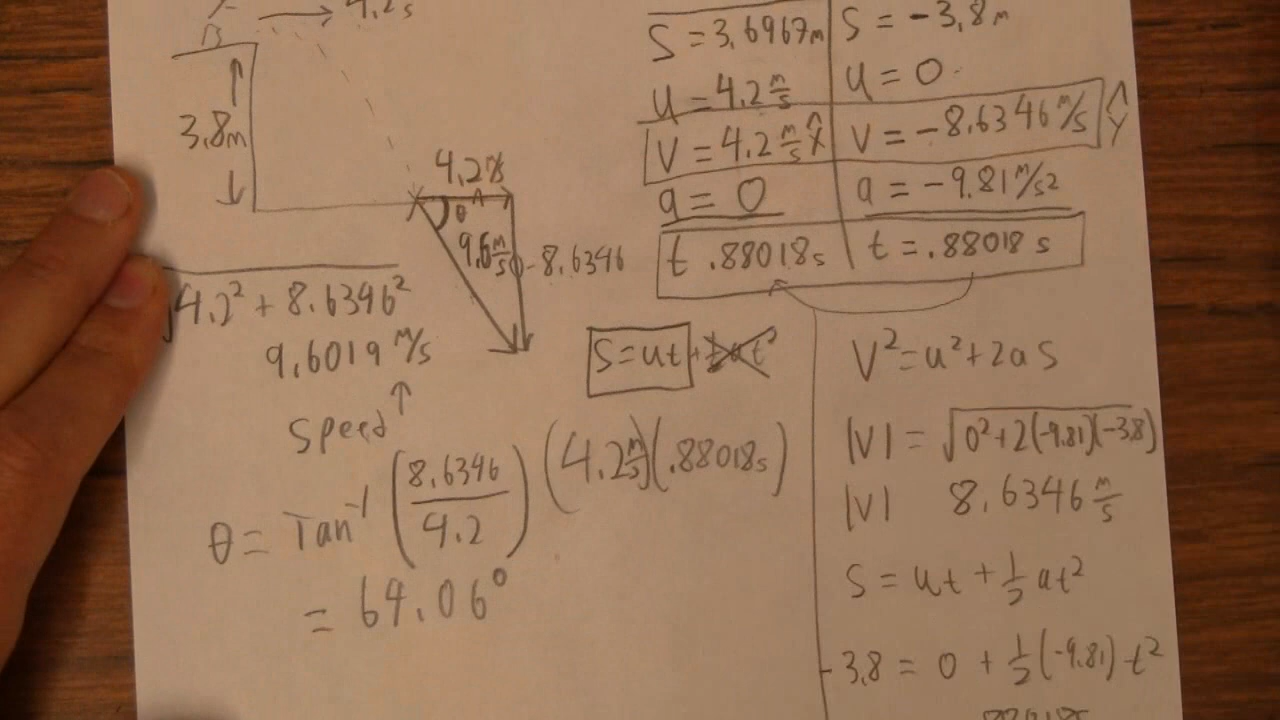 4.2s
3.8m
4.2 m/s
θ
9.6 m/s
-8.6346
√4.2² + 8.6346²
9.6019 m/s
↑
Speed
θ = Tan⁻¹ (8.6346/4.2)
= 64.06°
S = 3.6967m
u = 4.2 m/s
V = 4.2 m/s x̂
a = 0
t .88018s
S = -3.8m
u = 0
V = -8.6346 m/s ŷ
a = -9.81 m/s²
t = .88018 s
S = ut + ½at²
(4.2 m/s)(.88018s)
V² = u² + 2as
|V| = √0² + 2(-9.81)(-3.8)
|V| 8.6346 m/s
S = ut + ½ at²
-3.8 = 0 + ½ (-9.81) t²